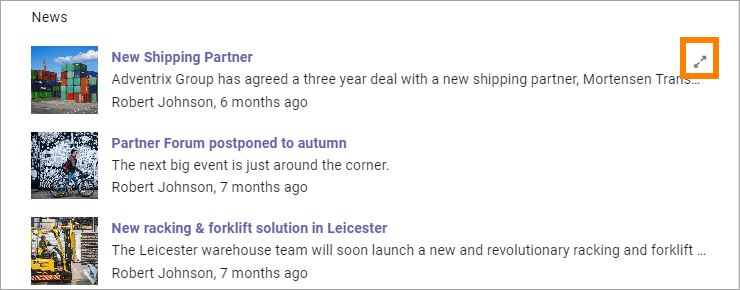 News
New Shipping Partner
Adventrix Group has agreed a three year deal with a new shipping partner, Mortensen Trans…
Robert Johnson, 6 months ago
Partner Forum postponed to autumn
The next big event is just around the corner.
Robert Johnson, 7 months ago
New racking & forklift solution in Leicester
The Leicester warehouse team will soon launch a new and revolutionary racking and forklift …
Robert Johnson, 7 months ago